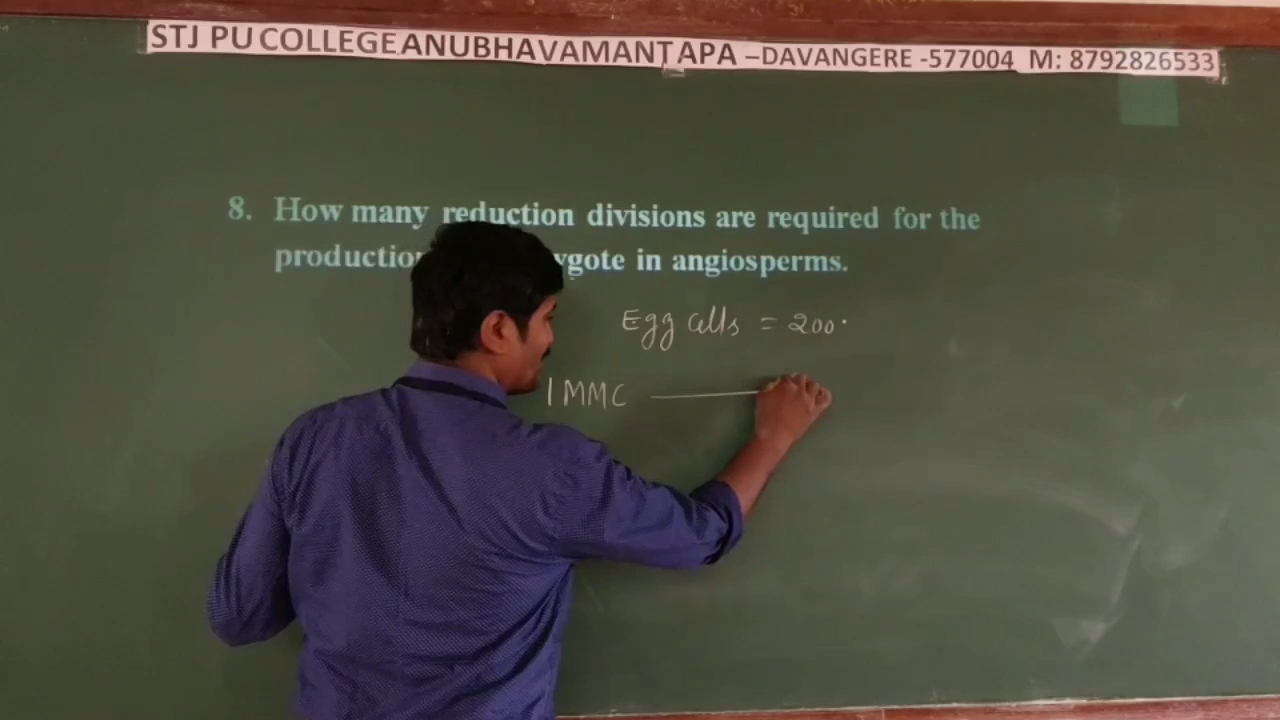 STJ PU COLLEGE ANUBHAVAMANTAPA –DAVANGERE -577004 M: 8792826533
8. How many reduction divisions are required for the
in angiosperms.
Egg cells = 200.
1 MMC